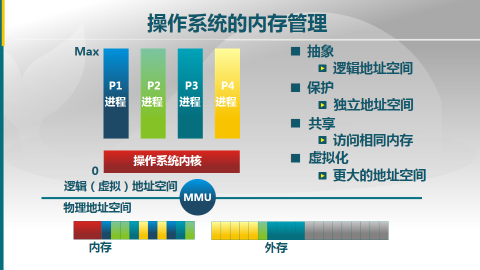 操作系统的内存管理
Max
P1 进程
P2 进程
P3 进程
P4 进程
操作系统内核
0
逻辑（虚拟）地址空间
MMU
物理地址空间
内存
外存
抽象
逻辑地址空间
保护
独立地址空间
共享
访问相同内存
虚拟化
更大的地址空间